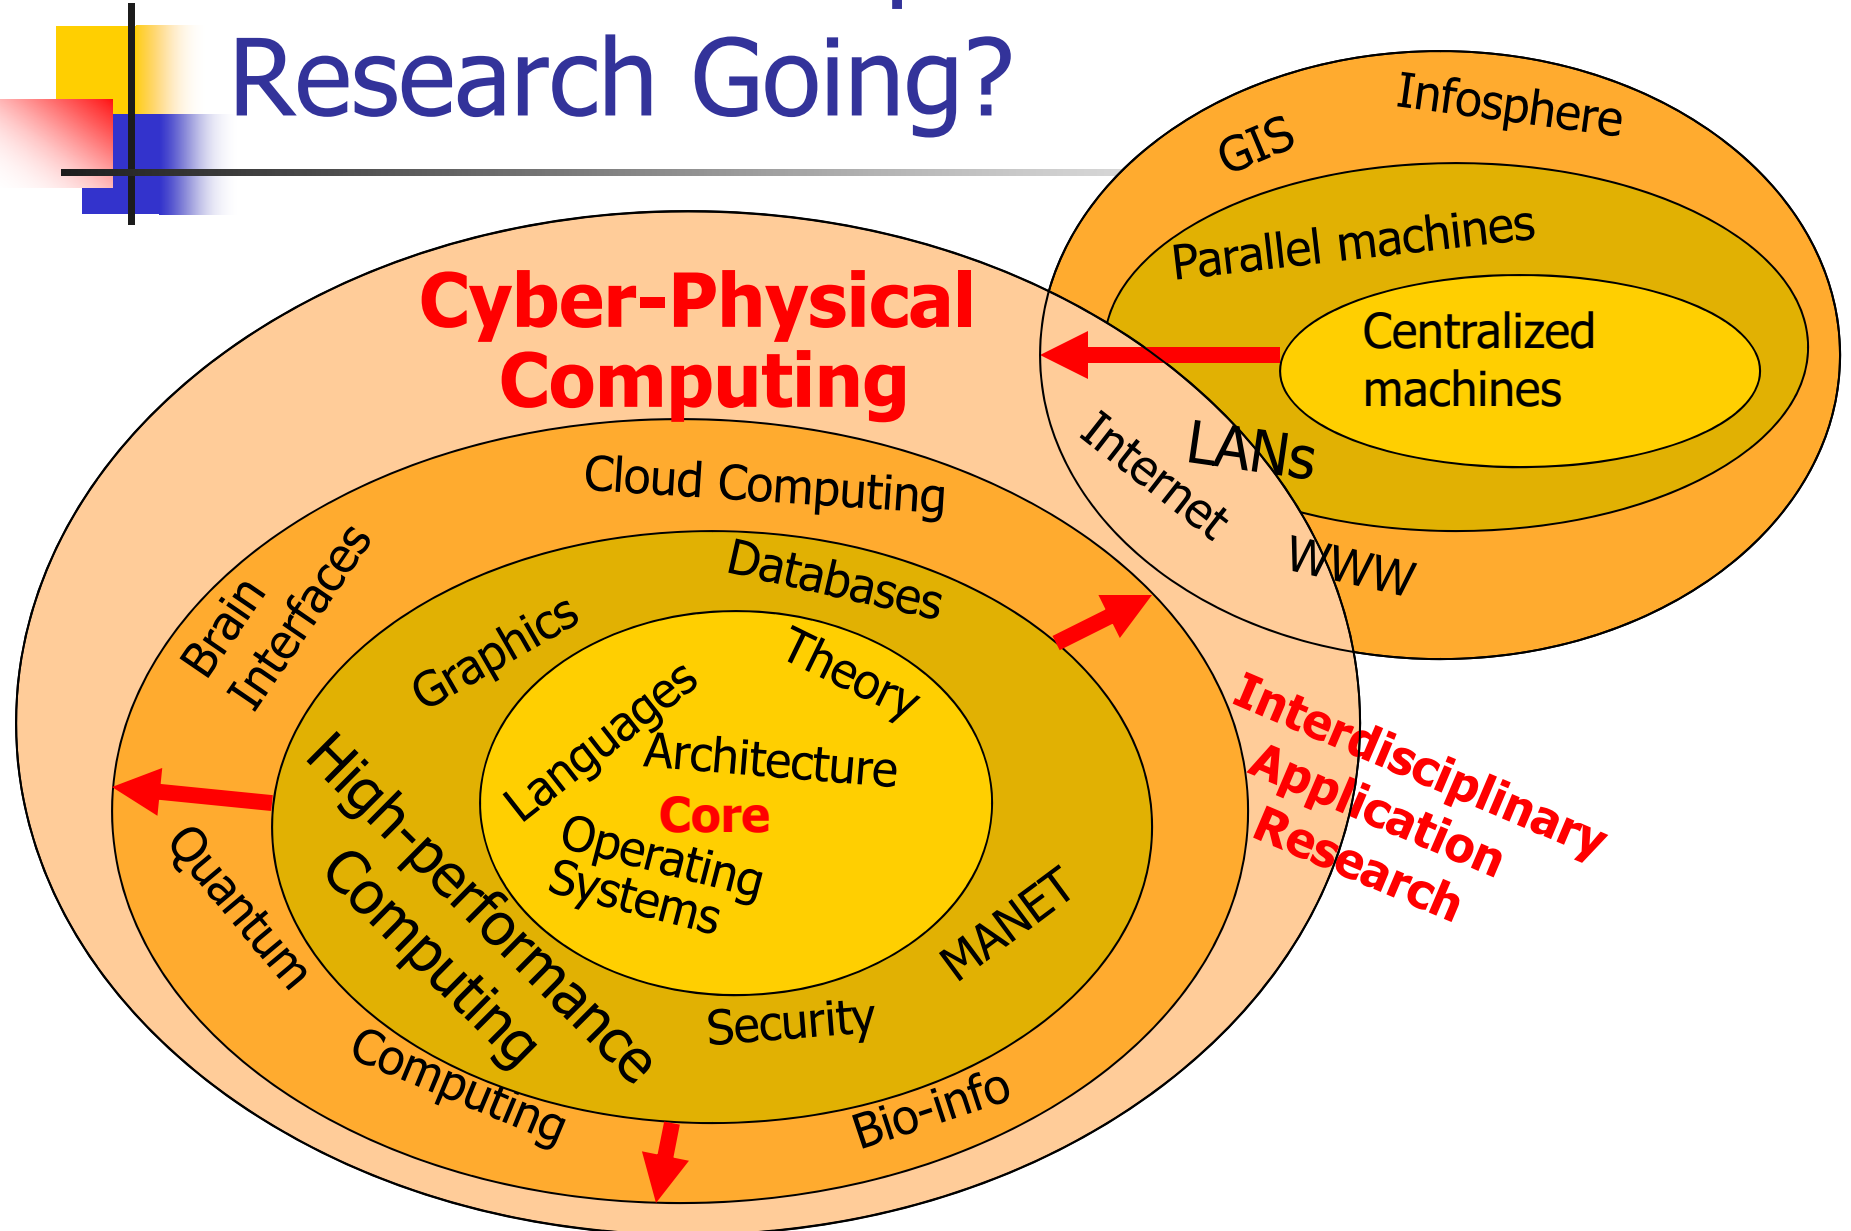 Research Going?
Infosphere
GIS
Parallel machines
Centralized
machines
LANs
Internet
WWW
Cyber-Physical
Computing
Cloud Computing
Brain
Interfaces
Databases
Graphics
Theory
Languages
Architecture
Core
Operating
Systems
High-performance
Computing
MANET
Security
Quantum
Computing
Bio-info
Interdisciplinary
Application
Research